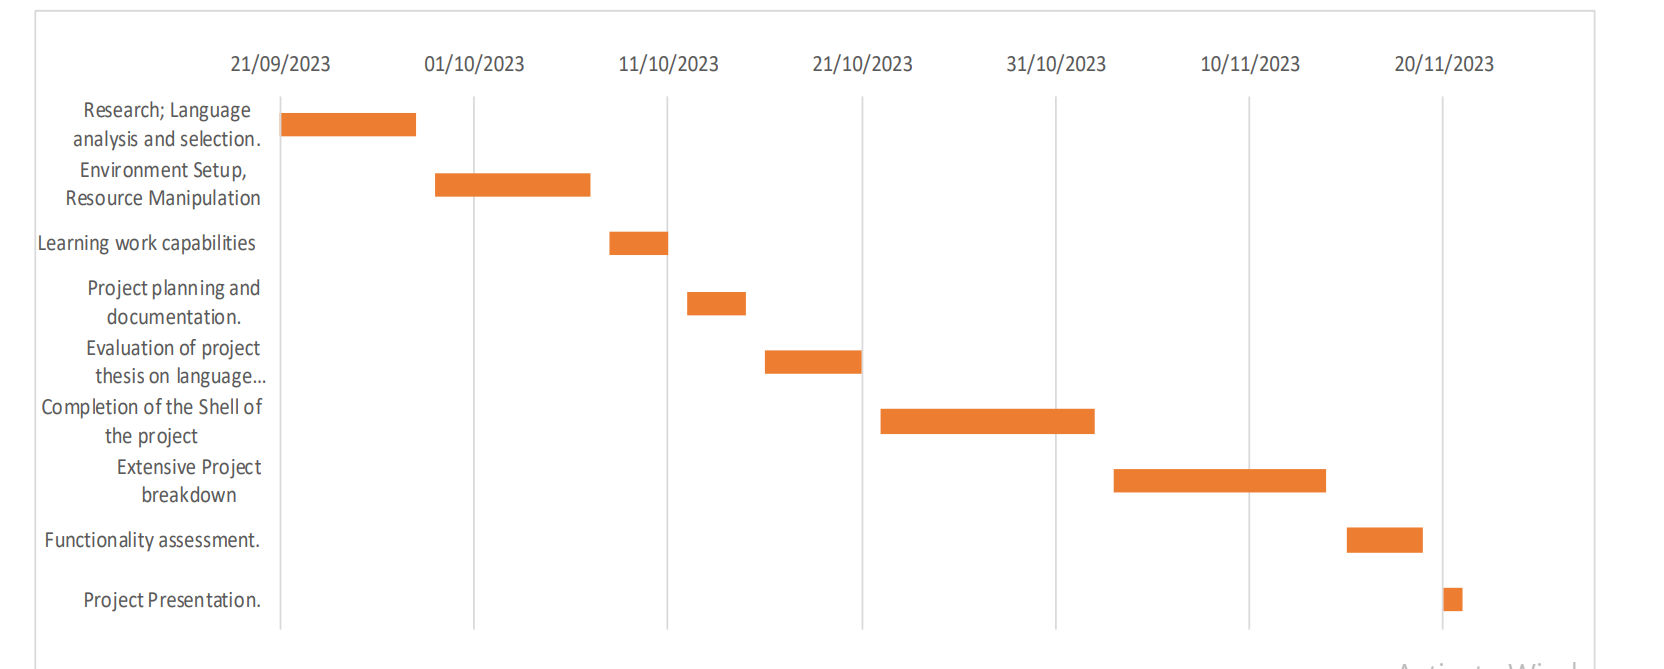 21/09/2023 01/10/2023 11/10/2023 21/10/2023 31/10/2023 10/11/2023 20/11/2023
Research; Language
analysis and selection.
Environment Setup,
Resource Manipulation
Learning work capabilities
Project planning and
documentation.
Evaluation of project
thesis on language...
Completion of the Shell of
the project
Extensive Project
breakdown
Functionality assessment.
Project Presentation.